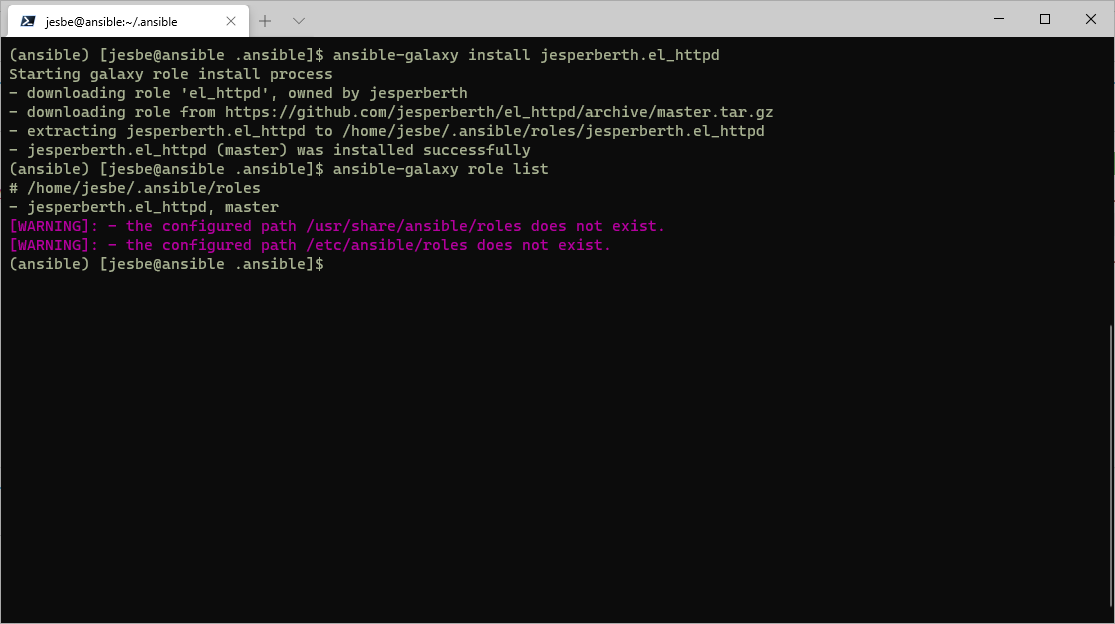 jesbe@ansible:~/.ansible
(ansible) [jesbe@ansible .ansible]$ ansible-galaxy install jesperberth.el_httpd
Starting galaxy role install process
- downloading role 'el_httpd', owned by jesperberth
- downloading role from https://github.com/jesperberth/el_httpd/archive/master.tar.gz
- extracting jesperberth.el_httpd to /home/jesbe/.ansible/roles/jesperberth.el_httpd
- jesperberth.el_httpd (master) was installed successfully
(ansible) [jesbe@ansible .ansible]$ ansible-galaxy role list
# /home/jesbe/.ansible/roles
- jesperberth.el_httpd, master
[WARNING]: - the configured path /usr/share/ansible/roles does not exist.
[WARNING]: - the configured path /etc/ansible/roles does not exist.
(ansible) [jesbe@ansible .ansible]$